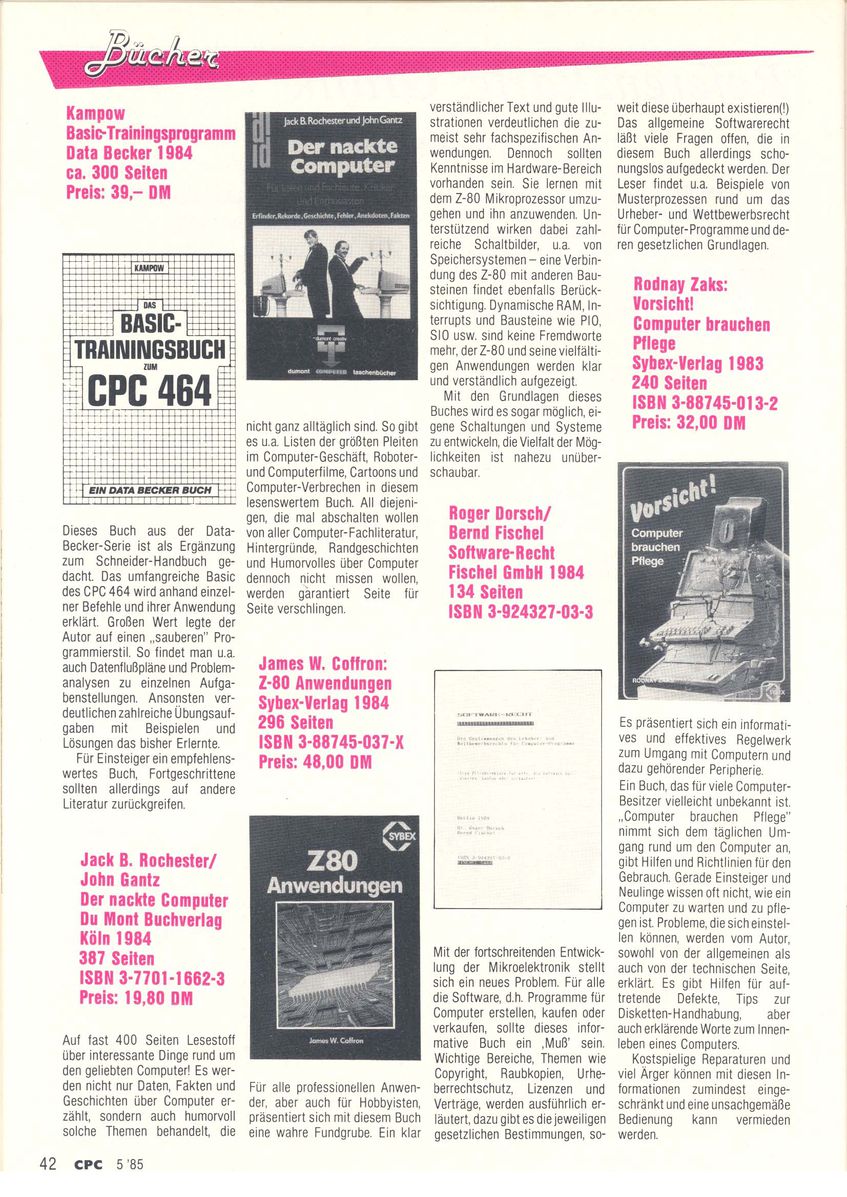 Bücher
Kampow
Basic-Trainingsprogramm
Data Becker 1984
ca. 300 Seiten
Preis: 39,– DM
KAMPOW
DAS
BASIC-
TRAININGSBUCH
ZUM
CPC 464
EIN DATA BECKER BUCH
Dieses Buch aus der Data-
Becker-Serie ist als Ergänzung
zum Schneider-Handbuch ge-
dacht. Das umfangreiche Basic
des CPC 464 wird anhand einzel-
ner Befehle und ihrer Anwendung
erklärt. Großen Wert legte der
Autor auf einen „sauberen” Pro-
grammierstil. So findet man u.a.
auch Datenflußpläne und Problem-
analysen zu einzelnen Aufga-
benstellungen. Ansonsten ver-
deutlichen zahlreiche Übungsauf-
gaben mit Beispielen und
Lösungen das bisher Erlernte.
Für Einsteiger ein empfehlens-
wertes Buch, Fortgeschrittene
sollten allerdings auf andere
Literatur zurückgreifen.
Jack B. Rochester/
John Gantz
Der nackte Computer
Du Mont Buchverlag
Köln 1984
387 Seiten
ISBN 3-7701-1662-3
Preis: 19,80 DM
Auf fast 400 Seiten Lesestoff
über interessante Dinge rund um
den geliebten Computer! Es wer-
den nicht nur Daten, Fakten und
Geschichten über Computer er-
zählt, sondern auch humorvoll
solche Themen behandelt, die
Jack B. Rochester und John Gantz
Der nackte
Computer
Für Laien und Fachleute, Kritiker
und Enthusiasten
Erfinder, Rekorde, Geschichte, Fehler, Anekdoten, Fakten
dumont creativ
dumont COMPUTER taschenbücher
nicht ganz alltäglich sind. So gibt
es u.a. Listen der größten Pleiten
im Computer-Geschäft, Roboter-
und Computerfilme, Cartoons und
Computer-Verbrechen in diesem
lesenswertem Buch. All diejeni-
gen, die mal abschalten wollen
von aller Computer-Fachliteratur,
Hintergründe, Randgeschichten
und Humorvolles über Computer
dennoch nicht missen wollen,
werden garantiert Seite für
Seite verschlingen.
James W. Coffron:
Z-80 Anwendungen
Sybex-Verlag 1984
296 Seiten
ISBN 3-88745-037-X
Preis: 48,00 DM
SYBEX
Z80
Anwendungen
James W. Coffron
Für alle professionellen Anwen-
der, aber auch für Hobbyisten,
präsentiert sich mit diesem Buch
eine wahre Fundgrube. Ein klar
verständlicher Text und gute Illu-
strationen verdeutlichen die zu-
meist sehr fachspezifischen An-
wendungen. Dennoch sollten
Kenntnisse im Hardware-Bereich
vorhanden sein. Sie lernen mit
dem Z-80 Mikroprozessor umzu-
gehen und ihn anzuwenden. Un-
terstützend wirken dabei zahl-
reiche Schaltbilder, u.a. von
Speichersystemen – eine Verbin-
dung des Z-80 mit anderen Bau-
steinen findet ebenfalls Berück-
sichtigung. Dynamische RAM, In-
terrupts und Bausteine wie PIO,
SIO usw. sind keine Fremdworte
mehr, der Z-80 und seine vielfälti-
gen Anwendungen werden klar
und verständlich aufgezeigt.
Mit den Grundlagen dieses
Buches wird es sogar möglich, ei-
gene Schaltungen und Systeme
zu entwickeln, die Vielfalt der Mög-
lichkeiten ist nahezu unüber-
schaubar.
Roger Dorsch/
Bernd Fischel
Software-Recht
Fischel GmbH 1984
134 Seiten
ISBN 3-924327-03-3
SOFTWARE-RECHT
Berlin 1984
Dr. Roger Dorsch
Bernd Fischel
ISBN 3-924327-03-3
Mit der fortschreitenden Entwick-
lung der Mikroelektronik stellt
sich ein neues Problem. Für alle
die Software, d.h. Programme für
Computer erstellen, kaufen oder
verkaufen, sollte dieses infor-
mative Buch ein ‚Muß’ sein.
Wichtige Bereiche, Themen wie
Copyright, Raubkopien, Urhe-
berrechtschutz, Lizenzen und
Verträge, werden ausführlich er-
läutert, dazu gibt es die jeweiligen
gesetzlichen Bestimmungen, so-
weit diese überhaupt existieren(!)
Das allgemeine Softwarerecht
läßt viele Fragen offen, die in
diesem Buch allerdings scho-
nungslos aufgedeckt werden. Der
Leser findet u.a. Beispiele von
Musterprozessen rund um das
Urheber- und Wettbewerbsrecht
für Computer-Programme und de-
ren gesetzlichen Grundlagen.
Rodnay Zaks:
Vorsicht!
Computer brauchen
Pflege
Sybex-Verlag 1983
240 Seiten
ISBN 3-88745-013-2
Preis: 32,00 DM
Vorsicht!
Computer
brauchen
Pflege
RODNAY ZAKS
SYBEX
Es präsentiert sich ein informati-
ves und effektives Regelwerk
zum Umgang mit Computern und
dazu gehörender Peripherie.
Ein Buch, das für viele Computer-
Besitzer vielleicht unbekannt ist.
„Computer brauchen Pflege”
nimmt sich dem täglichen Um-
gang rund um den Computer an,
gibt Hilfen und Richtlinien für den
Gebrauch. Gerade Einsteiger und
Neulinge wissen oft nicht, wie ein
Computer zu warten und zu pfle-
gen ist. Probleme, die sich einstel-
len können, werden vom Autor,
sowohl von der allgemeinen als
auch von der technischen Seite,
erklärt. Es gibt Hilfen für auf-
tretende Defekte, Tips zur
Disketten-Handhabung, aber
auch erklärende Worte zum Innen-
leben eines Computers.
Kostspielige Reparaturen und
viel Ärger können mit diesen In-
formationen zumindest einge-
schränkt und eine unsachgemäße
Bedienung kann vermieden
werden.
42 CPC 5 '85